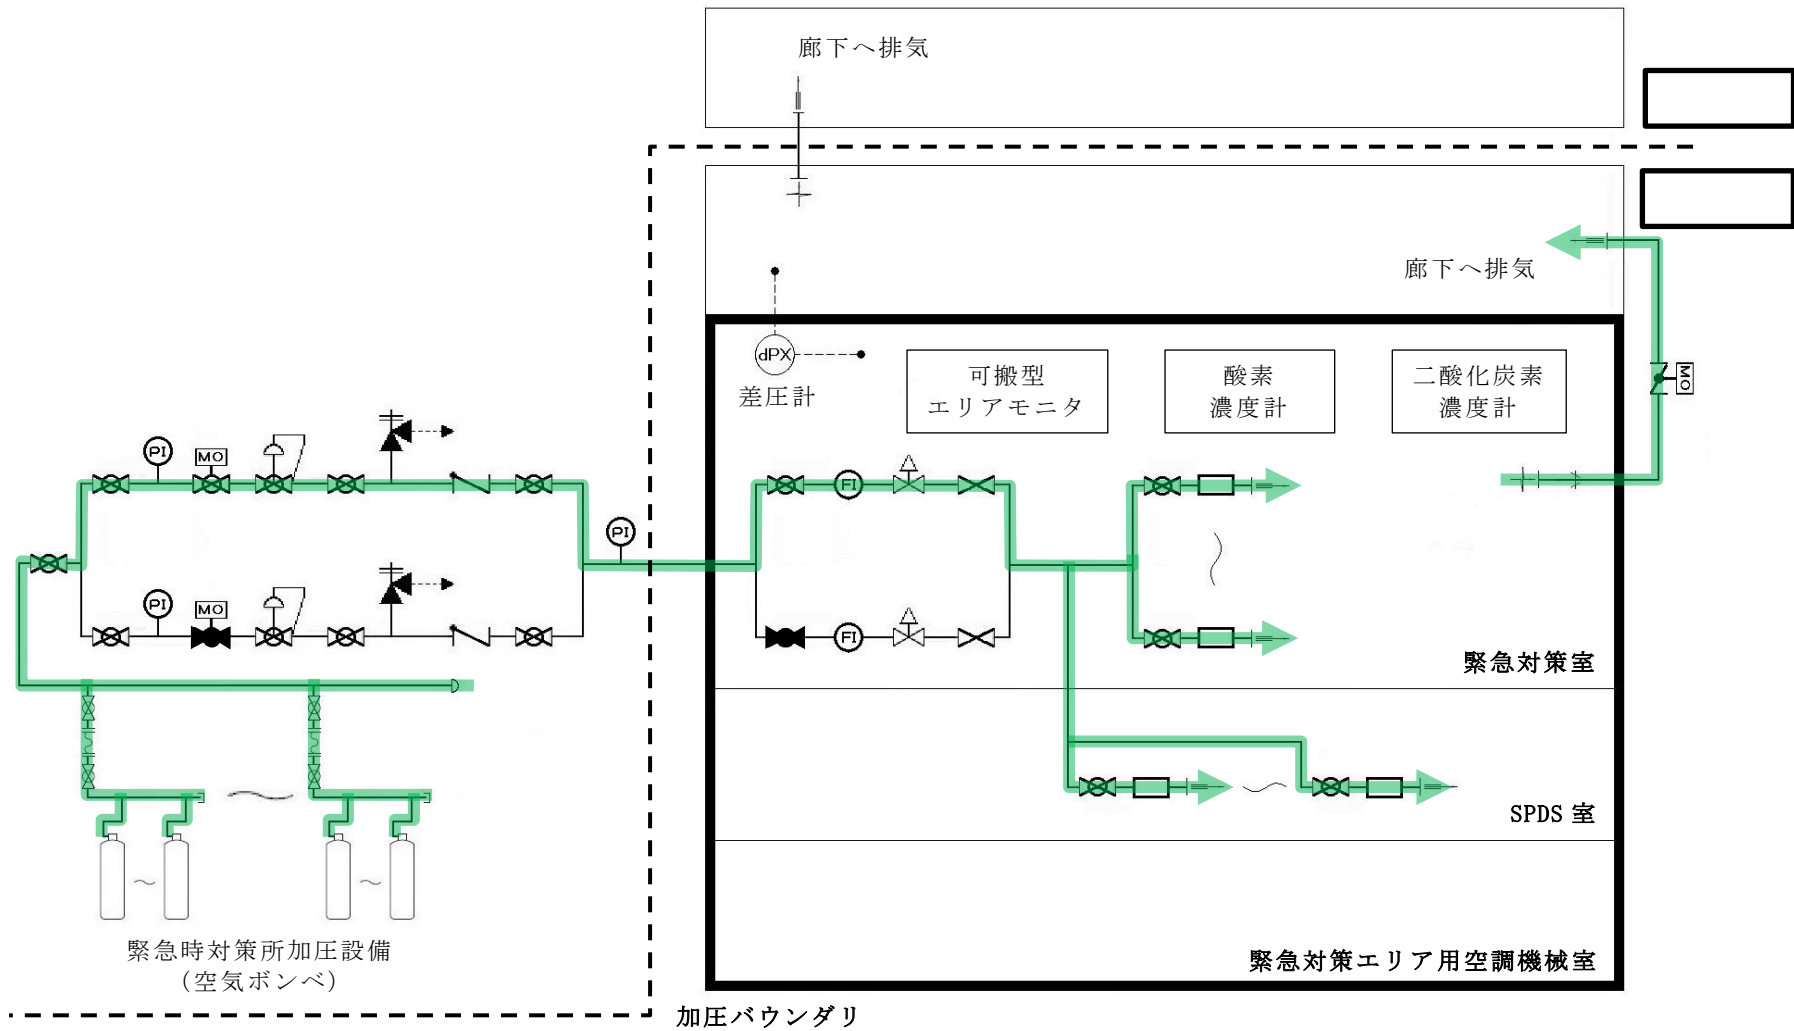 廊下へ排気
廊下へ排気
dPX
差圧計
可搬型
エリアモニタ
酸素
濃度計
二酸化炭素
濃度計
MO
PI
MO
FI
PI
PI
MO
FI
緊急対策室
SPDS 室
緊急時対策所加圧設備
(空気ボンベ)
緊急対策エリア用空調機械室
加圧バウンダリ